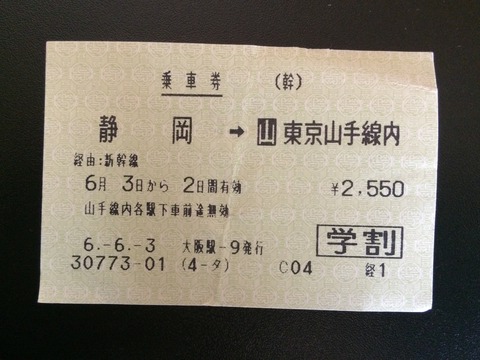 乗車券 (幹)
静岡 → 山 東京山手線内
経由:新幹線
6月 3日から 2日間有効 ¥2,550
山手線内各駅下車前途無効
学割
6.-6.-3 大阪駅-9発行
30773-01 (4-タ) C04 経1